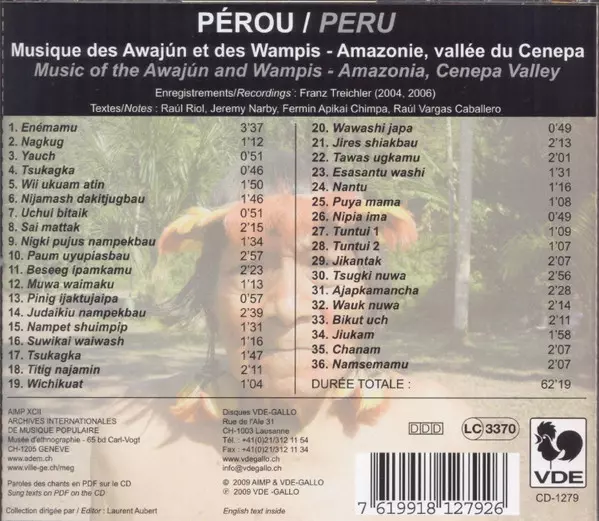 PÉROU / PERU
Musique des Awajún et des Wampis - Amazonie, vallée du Cenepa
Music of the Awajún and Wampis - Amazonia, Cenepa Valley
Enregistrements/Recordings : Franz Treichler (2004, 2006)
Textes/Notes : Raúl Riol, Jeremy Narby, Fermin Apikai Chimpa, Raúl Vargas Caballero
1. Enémamu 3'37
2. Nagkug 1'12
3. Yauch 0'51
4. Tsukagka 0'46
5. Wii ukuam atin 1'50
6. Nijamash dakitjugbau 1'46
7. Uchui bitaik 0'51
8. Sai mattak 2'15
9. Nigki pujus nampekbau 1'34
10. Paum uyupiasbau 2'57
11. Beseeg ipamkamu 2'23
12. Muwa waimaku 1'13
13. Pinig ijaktujaipa 0'57
14. Judaikiu nampekbau 2'39
15. Nampet shuimpip 1'31
16. Suwikai waiwash 1'16
17. Tsukagka 1'47
18. Titig najamin 2'11
19. Wichikuat 1'04
20. Wawashi japa 0'49
21. Jires shiakbau 2'13
22. Tawas ugkamu 2'01
23. Esasantu washi 1'31
24. Nantu 1'16
25. Puya mama 1'08
26. Nipia ima 0'49
27. Tuntui 1 1'09
28. Tuntui 2 1'07
29. Jikantak 2'07
30. Tsugki nuwa 2'56
31. Ajapkamancha 2'28
32. Wauk nuwa 2'14
33. Bikut uch 2'11
34. Jiukam 1'58
35. Chanam 2'07
36. Namsemamu 2'07
DURÉE TOTALE : 62'19
AIMP XCII
ARCHIVES INTERNATIONALES
DE MUSIQUE POPULAIRE
Musée d'ethnographie - 65 bd Carl-Vogt
CH-1205 GENÈVE
www.adem.ch
www.ville-ge.ch/meg
Paroles des chants en PDF sur le CD
Sung texts on PDF on the CD
Collection dirigée par / Editor : Laurent Aubert
Disques VDE-GALLO
Rue de l'Ale 31
CH-1003 Lausanne
Tél. : +41(0)21/312 11 54
Fax : +41(0)21/312 11 34
www.vdegallo.ch
info@vdegallo.ch
© 2009 AIMP & VDE-GALLO
℗ 2009 VDE-GALLO
English text inside
DDD
LC 3370
VDE
CD-1279
7 619918 127926